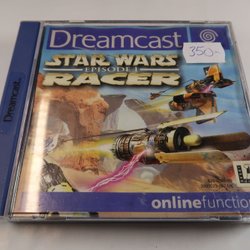 Dreamcast
350,-
STAR WARS
EPISODE I
RACER
Dreamcast
onlinefunction